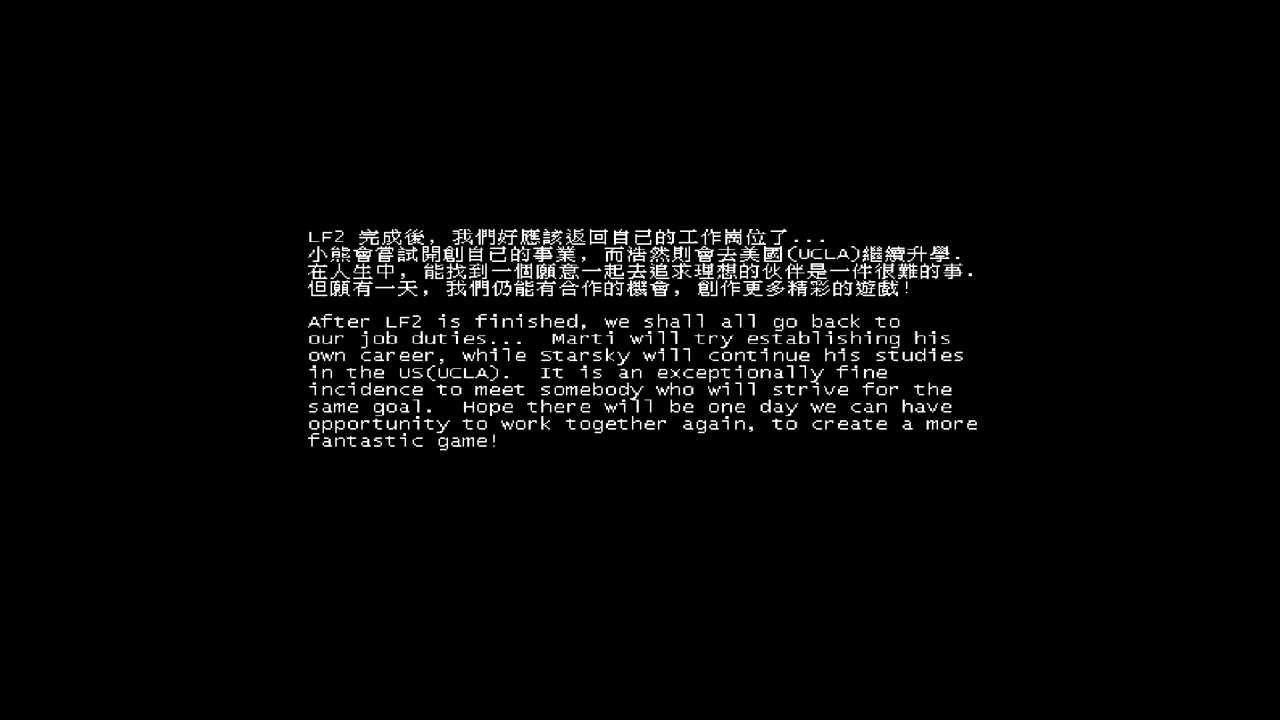 LF2 完成後, 我們好應該返回自己的工作崗位了...
小熊會嘗試開創自己的事業, 而浩然則會去美國(UCLA)繼續升學.
在人生中, 能找到一個願意一起去追求理想的伙伴是一件很難的事.
但願有一天, 我們仍能有合作的機會, 創作更多精彩的遊戲!
After LF2 is finished, we shall all go back to
our job duties... Marti will try establishing his
own career, while Starsky will continue his studies
in the US(UCLA). It is an exceptionally fine
incidence to meet somebody who will strive for the
same goal. Hope there will be one day we can have
opportunity to work together again, to create a more
fantastic game!